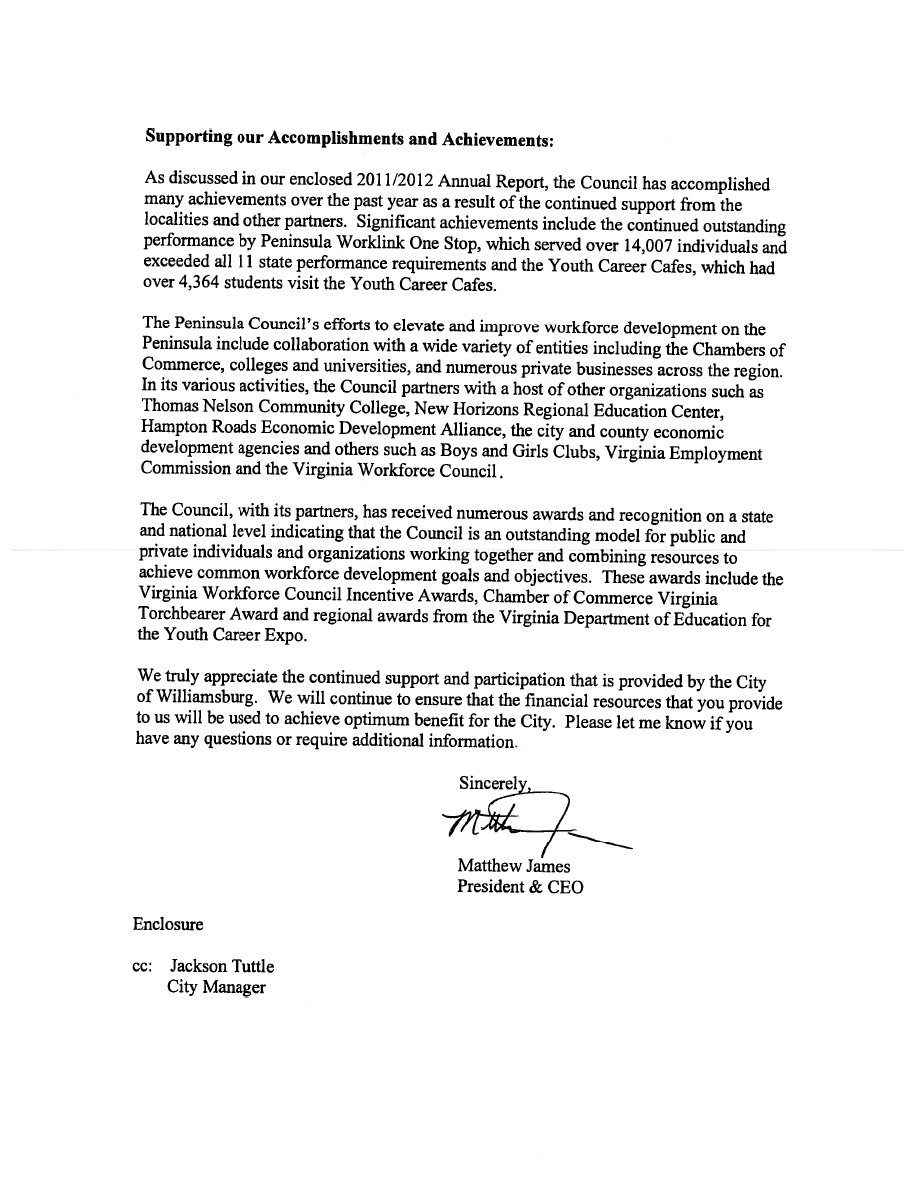 Supporting our Accomplishments and Achievements:
As discussed in our enclosed 2011/2012 Annual Report, the Council has accomplished
many achievements over the past year as a result of the continued support from the
localities and other partners. Significant achievements include the continued outstanding
performance by Peninsula Worklink One Stop, which served over 14,007 individuals and
exceeded all 11 state performance requirements and the Youth Career Cafes, which had
over 4,364 students visit the Youth Career Cafes.
The Peninsula Council's efforts to elevate and improve workforce development on the
Peninsula include collaboration with a wide variety of entities including the Chambers of
Commerce, colleges and universities, and numerous private businesses across the region.
In its various activities, the Council partners with a host of other organizations such as
Thomas Nelson Community College, New Horizons Regional Education Center,
Hampton Roads Economic Development Alliance, the city and county economic
development agencies and others such as Boys and Girls Clubs, Virginia Employment
Commission and the Virginia Workforce Council.
The Council, with its partners, has received numerous awards and recognition on a state
and national level indicating that the Council is an outstanding model for public and
private individuals and organizations working together and combining resources to
achieve common workforce development goals and objectives. These awards include the
Virginia Workforce Council Incentive Awards, Chamber of Commerce Virginia
Torchbearer Award and regional awards from the Virginia Department of Education for
the Youth Career Expo.
We truly appreciate the continued support and participation that is provided by the City
of Williamsburg. We will continue to ensure that the financial resources that you provide
to us will be used to achieve optimum benefit for the City. Please let me know if you
have any questions or require additional information.
Sincerely,
Matthew James
President & CEO
Enclosure
cc: Jackson Tuttle
City Manager